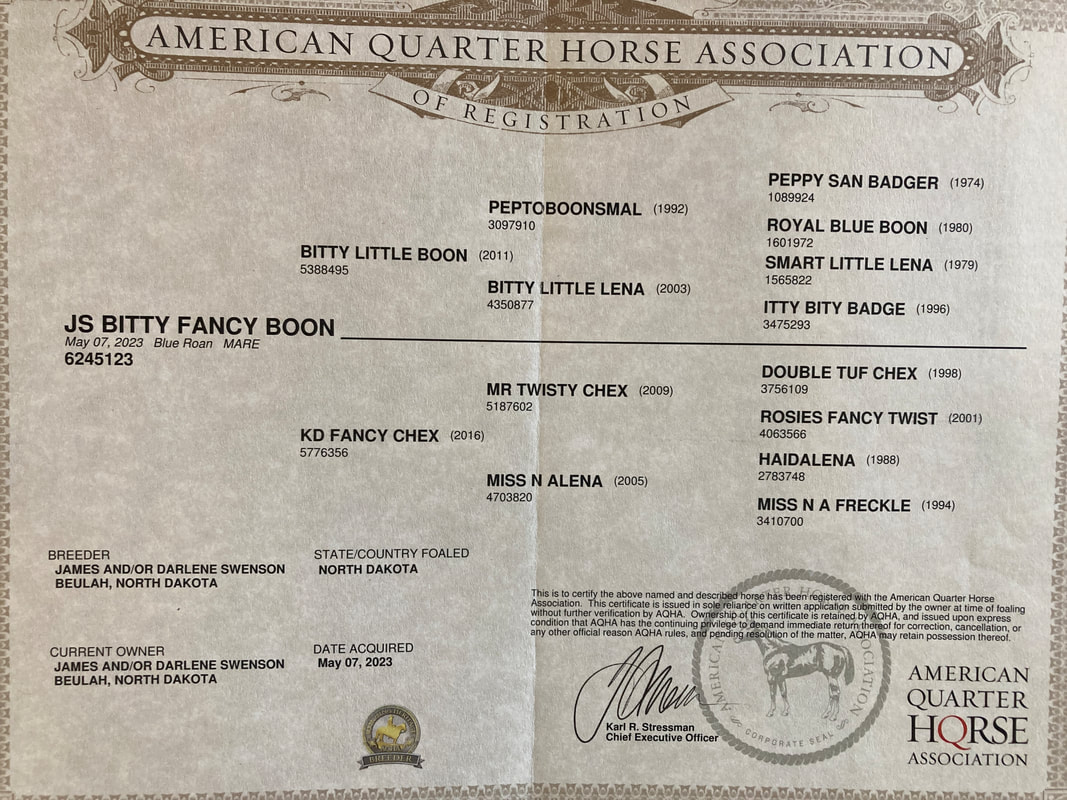 AMERICAN QUARTER HORSE ASSOCIATION
OF REGISTRATION
PEPPY SAN BADGER (1974)
1089924
PEPTOBOONSMAL (1992)
3097910
ROYAL BLUE BOON (1980)
1601972
BITTY LITTLE BOON (2011)
5388495
SMART LITTLE LENA (1979)
1565822
BITTY LITTLE LENA (2003)
4350877
ITTY BITY BADGE (1996)
3475293
JS BITTY FANCY BOON
May 07, 2023 Blue Roan MARE
6245123
DOUBLE TUF CHEX (1998)
3756109
MR TWISTY CHEX (2009)
5187602
ROSIES FANCY TWIST (2001)
4063566
KD FANCY CHEX (2016)
5776356
HAIDALENA (1988)
2783748
MISS N ALENA (2005)
4703820
MISS N A FRECKLE (1994)
3410700
BREEDER
JAMES AND/OR DARLENE SWENSON
BEULAH, NORTH DAKOTA
STATE/COUNTRY FOALED
NORTH DAKOTA
This is to certify the above named and described horse has been registered with the American Quarter Horse
Association. This certificate is issued in sole reliance on written application submitted by the owner at time of foaling
without further verification by AQHA. Ownership of this certificate is retained by AQHA, and issued upon express
condition that AQHA has the continuing privilege to demand immediate return thereof for correction, cancellation, or
any other official reason AQHA rules, and pending resolution of the matter, AQHA may retain possession thereof.
CURRENT OWNER
JAMES AND/OR DARLENE SWENSON
BEULAH, NORTH DAKOTA
DATE ACQUIRED
May 07, 2023
BREEDER
Karl R. Stressman
Chief Executive Officer
AMERICAN QUARTER HORSE ASSOCIATION
CORPORATE SEAL
AMERICAN
QUARTER
HORSE
ASSOCIATION